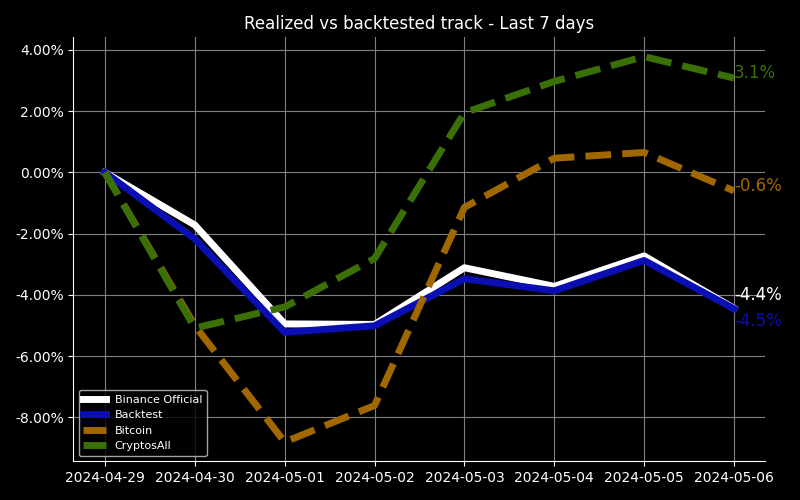 Realized vs backtested track - Last 7 days
4.00%
2.00%
0.00%
-2.00%
-4.00%
-6.00%
-8.00%
3.1%
-0.6%
-4.4%
-4.5%
Binance Official
Backtest
Bitcoin
CryptosAll
2024-04-29 2024-04-30 2024-05-01 2024-05-02 2024-05-03 2024-05-04 2024-05-05 2024-05-06